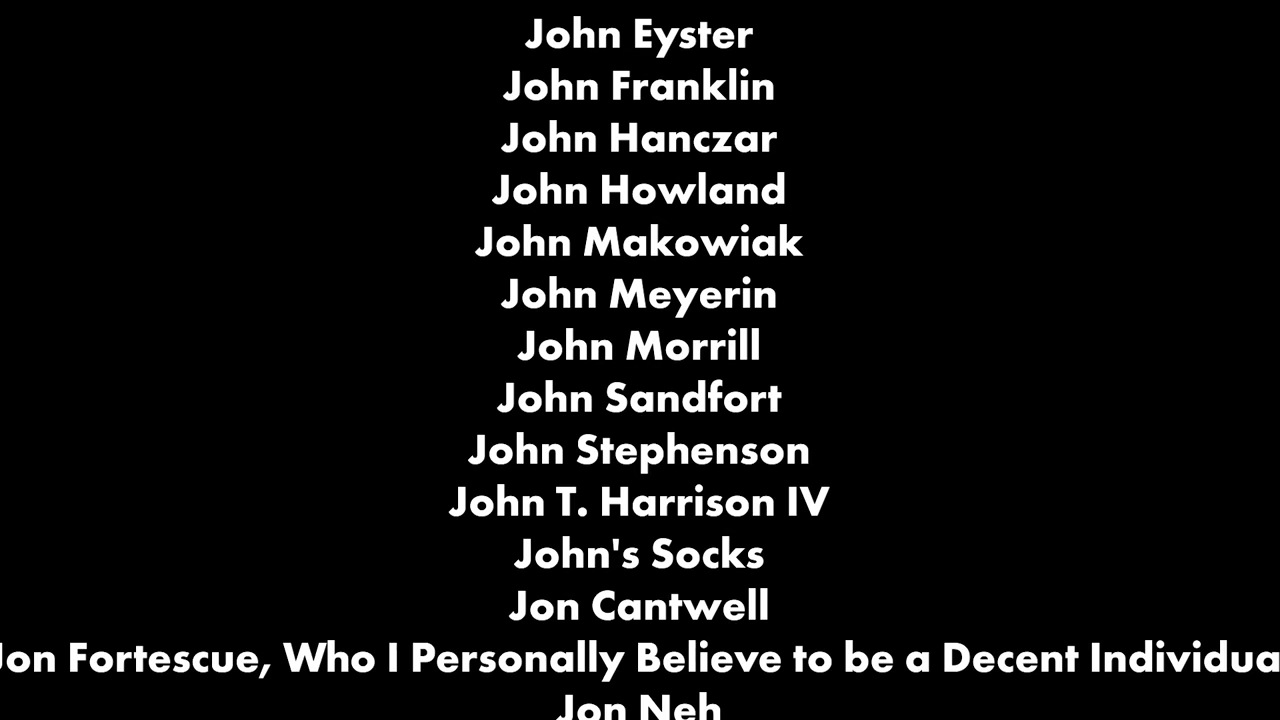 John Eyster
John Franklin
John Hanczar
John Howland
John Makowiak
John Meyerin
John Morrill
John Sandfort
John Stephenson
John T. Harrison IV
John's Socks
Jon Cantwell
Jon Fortescue, Who I Personally Believe to be a Decent Individua
Jon Neh